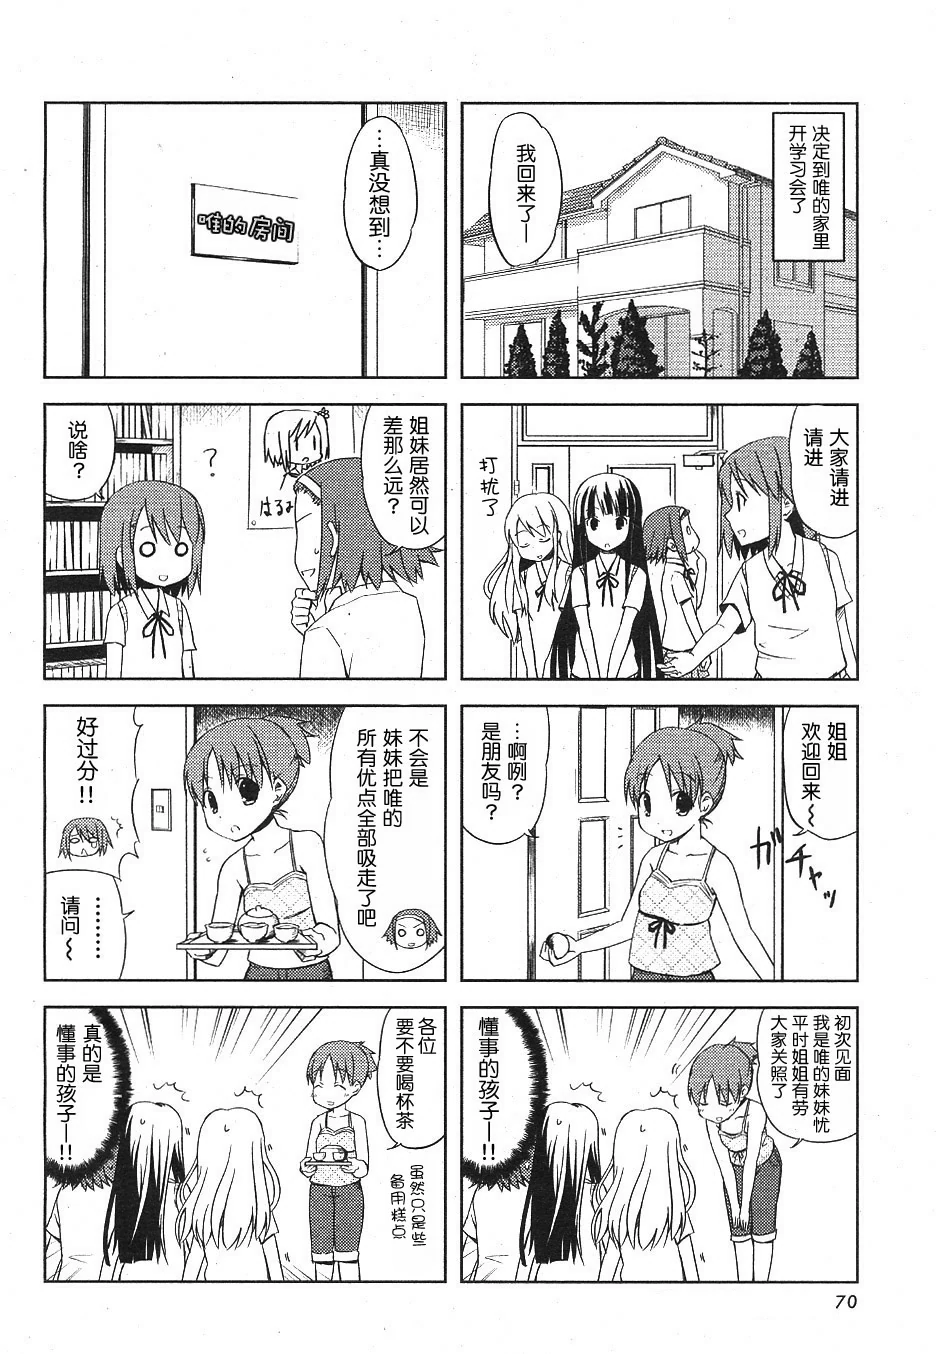 决定到唯的家里
开学习会了
我回来了—
大家请进
请进
打扰了
姐姐
欢迎回来～
…啊咧？
是朋友吗？
ガチャッ
初次见面
我是唯的妹妹忧
平时姐姐有劳
大家关照了
懂事的孩子—!!
…真没想到…
唯的房间
姐妹居然可以
差那么远？
はるみ
？
说啥？
不会是
妹妹把唯的
所有优点全部吸走了吧
好过分!!
………
请问～
各位
要不要喝杯茶
虽然只是些
备用糕点
真的是
懂事的孩子—!!
70